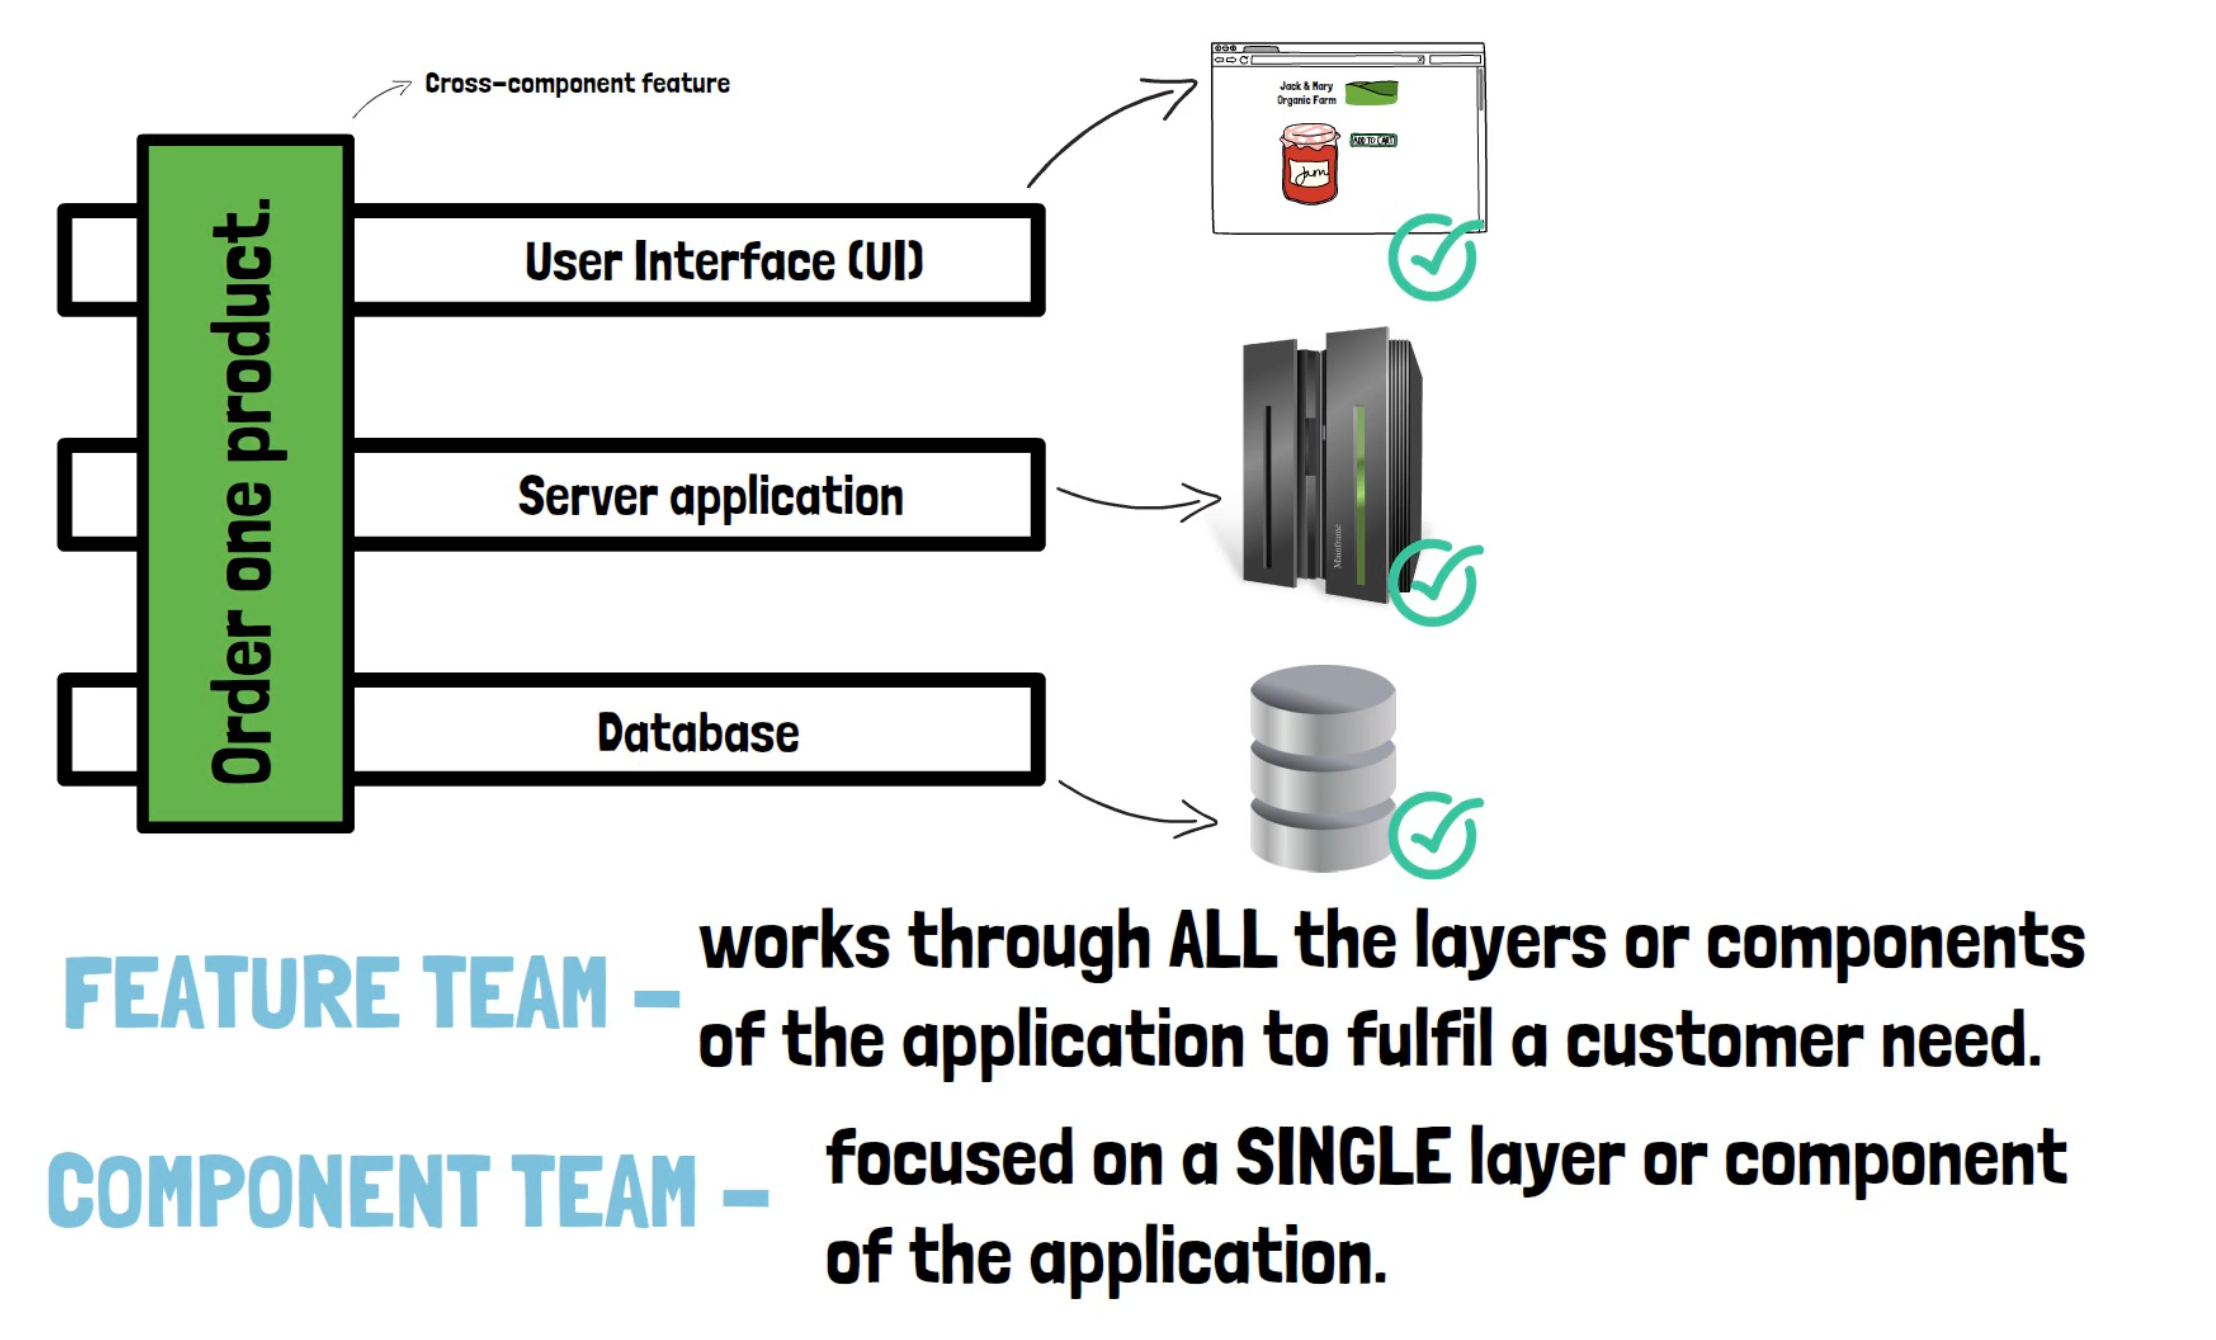 Cross-component feature
Jack & Mary
Organic Farm
ADD TO CART
Jam
Order one product.
User Interface (UI)
Server application
Mainframe
Database
FEATURE TEAM -
works through ALL the layers or components
of the application to fulfil a customer need.
COMPONENT TEAM -
focused on a SINGLE layer or component
of the application.